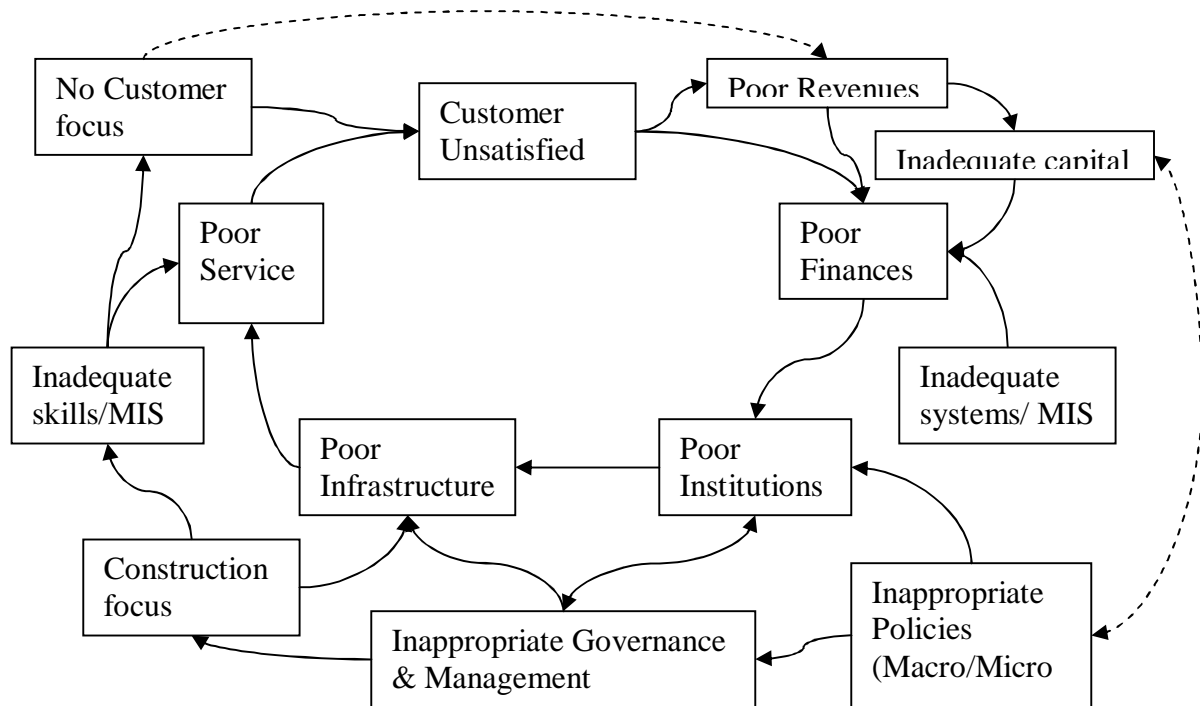 No Customer
focus
Customer
Unsatisfied
Poor Revenues
Inadequate capital
Poor
Service
Poor
Finances
Inadequate
skills/MIS
Inadequate
systems/ MIS
Poor
Infrastructure
Poor
Institutions
Construction
focus
Inappropriate Governance
& Management
Inappropriate
Policies
(Macro/Micro